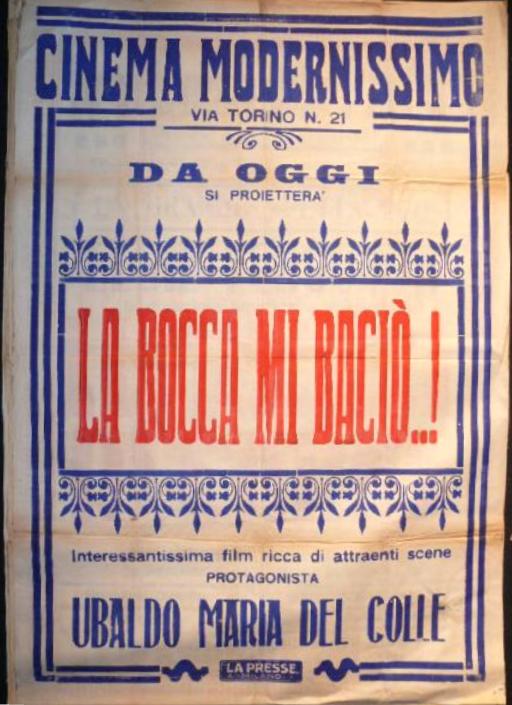 CINEMA MODERNISSIMO
VIA TORINO N. 21
DA OGGI
SI PROIETTERA'
LA BOCCA MI BACIÒ...!
Interessantissima film ricca di attraenti scene
PROTAGONISTA
UBALDO MARIA DEL COLLE
LA PRESSE
MILANO